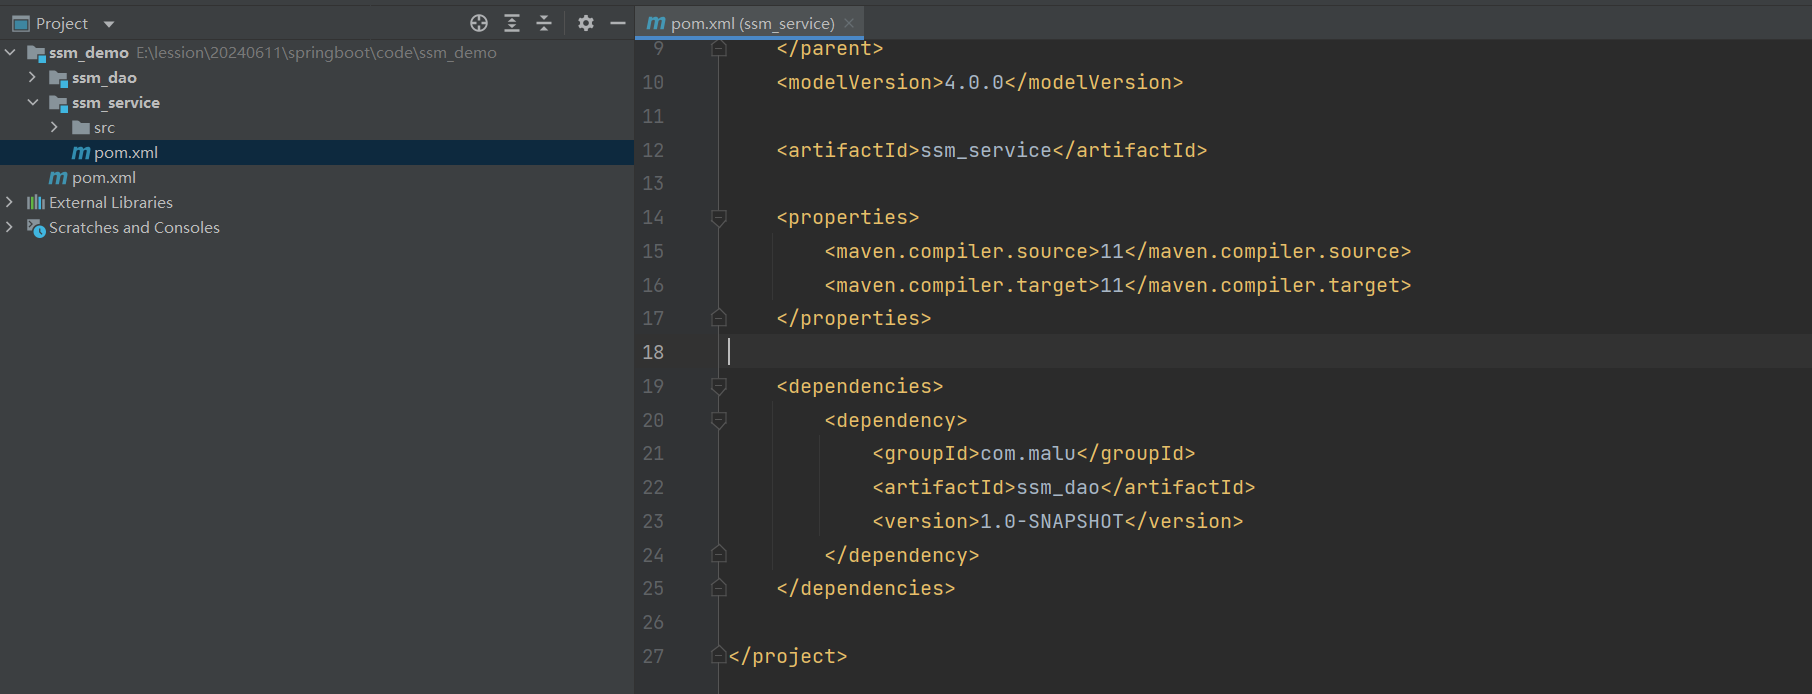 Project
ssm_demo E:\lession\20240611\springboot\code\ssm_demo
ssm_dao
ssm_service
src
pom.xml
pom.xml
External Libraries
Scratches and Consoles
pom.xml (ssm_service)
9 </parent>
10 <modelVersion>4.0.0</modelVersion>
11
12 <artifactId>ssm_service</artifactId>
13
14 <properties>
15 <maven.compiler.source>11</maven.compiler.source>
16 <maven.compiler.target>11</maven.compiler.target>
17 </properties>
18
19 <dependencies>
20 <dependency>
21 <groupId>com.malu</groupId>
22 <artifactId>ssm_dao</artifactId>
23 <version>1.0-SNAPSHOT</version>
24 </dependency>
25 </dependencies>
26
27 </project>